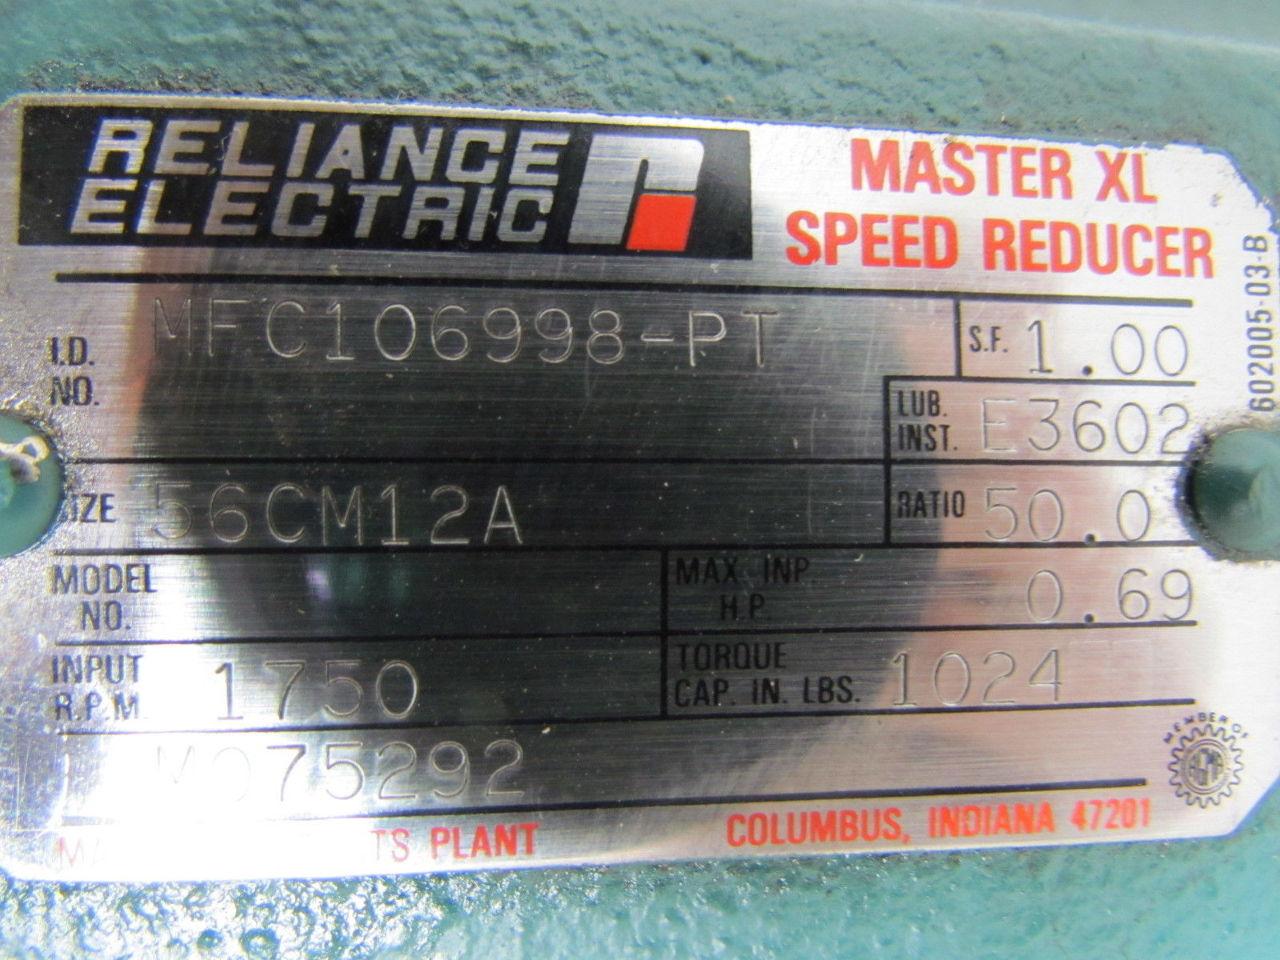 RELIANCE
ELECTRIC
MASTER XL
SPEED REDUCER
I.D. NO. MFC106998-PT
S.F. 1.00
LUB. INST. E3602
SIZE 56CM12A
RATIO 50.0
MODEL NO.
MAX. INP. H.P. 0.69
INPUT R.P.M. 1750
TORQUE CAP. IN. LBS. 1024
M075292
TS PLANT
COLUMBUS, INDIANA 47201
MEMBER OF
AGMA
602005-03-B